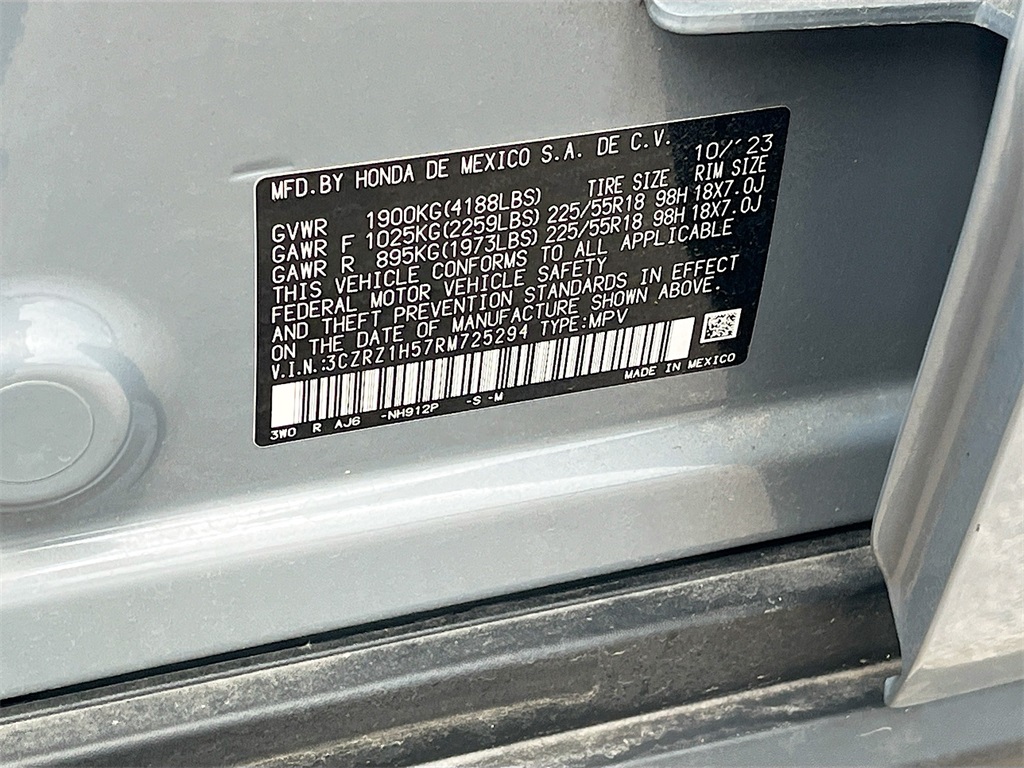 MFD.BY HONDA DE MEXICO S.A. DE C.V. 10/'23
GVWR 1900KG(4188LBS) TIRE SIZE RIM SIZE
GAWR F 1025KG(2259LBS) 225/55R18 98H 18X7.0J
GAWR R 895KG(1973LBS) 225/55R18 98H 18X7.0J
THIS VEHICLE CONFORMS TO ALL APPLICABLE
FEDERAL MOTOR VEHICLE SAFETY
AND THEFT PREVENTION STANDARDS IN EFFECT
ON THE DATE OF MANUFACTURE SHOWN ABOVE.
V.I.N.:3CZRZ1H57RM725294 TYPE:MPV
MADE IN MEXICO
3W0 R AJ6 -NH912P -S -M